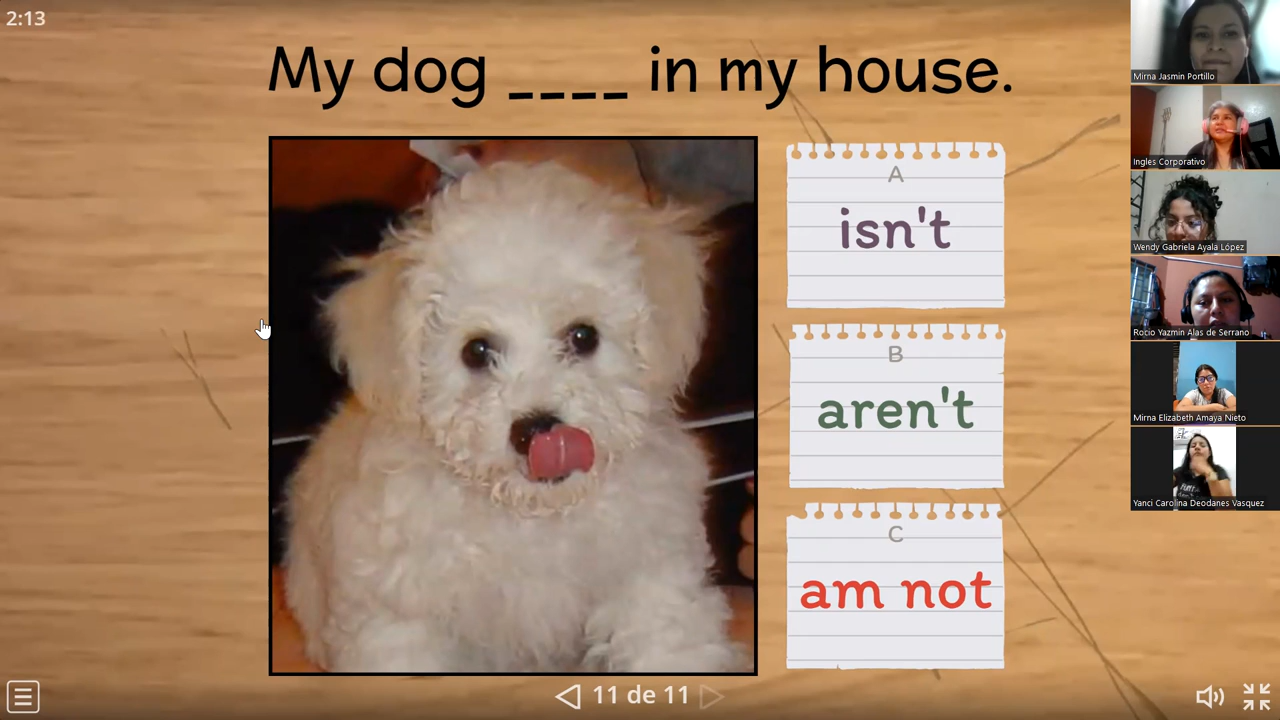 2:13
My dog ____ in my house.
A
isn't
B
aren't
C
am not
11 de 11
Mirna Jasmin Portillo
Ingles Corporativo
Wendy Gabriela Ayala López
Rocio Yazmin Alas de Serrano
Mirna Elizabeth Amaya Nieto
Yanci Carolina Deodanes Vasquez